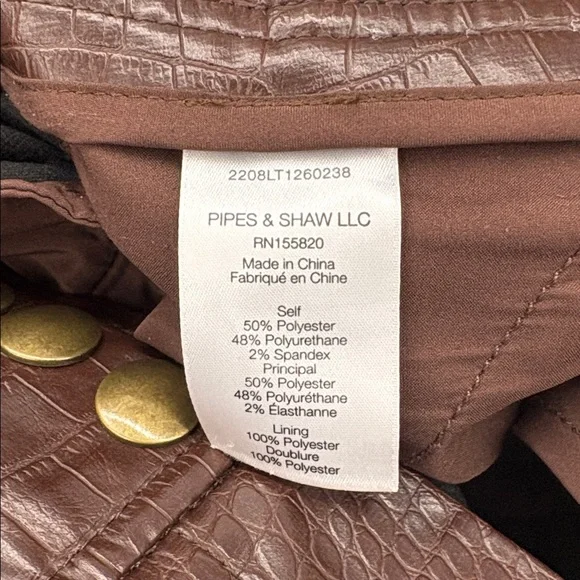 2208LT1260238
PIPES & SHAW LLC
RN155820
Made in China
Fabriqué en Chine
Self
50% Polyester
48% Polyurethane
2% Spandex
Principal
50% Polyester
48% Polyuréthane
2% Élasthanne
Lining
100% Polyester
Doublure
100% Polyester